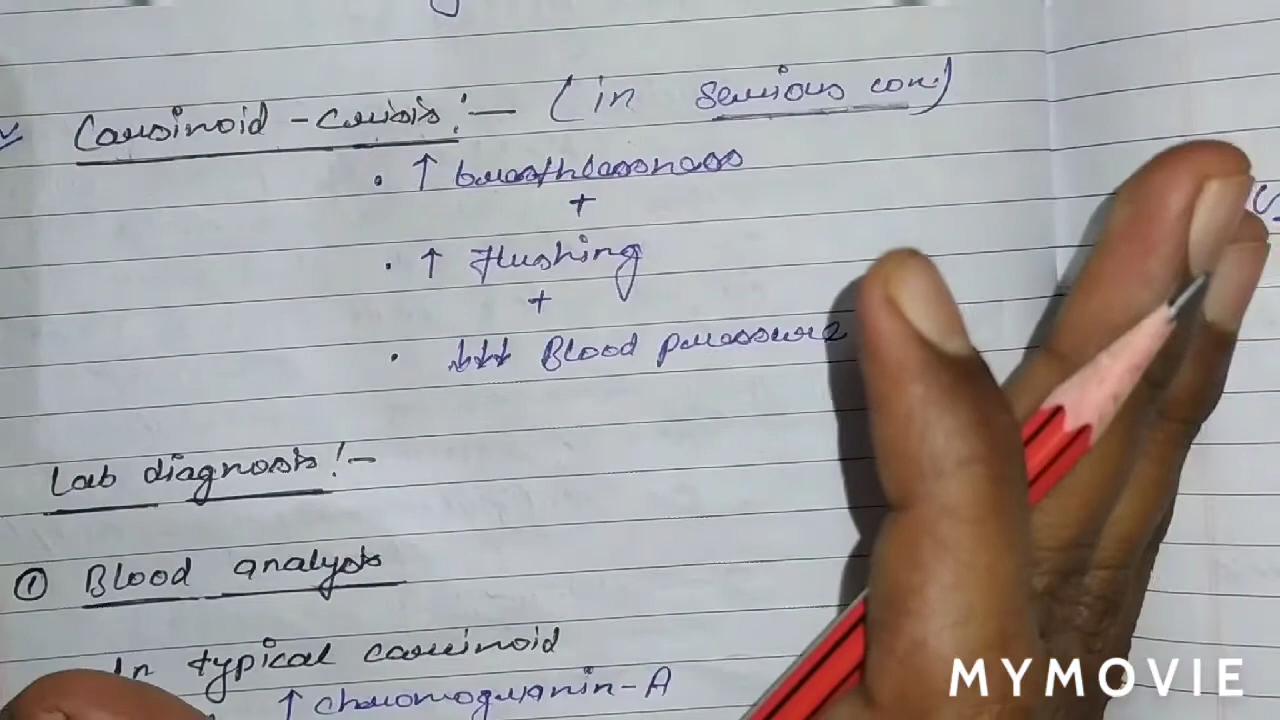 Carcinoid - Crisis :- (in serious con.)
• ↑ breathlessness
+
• ↑ flushing
+
• ↓↓↓ Blood pressure
Lab diagnosis :-
① Blood analysis
In typical carcinoid
↑ chromogranin-A
MYMOVIE